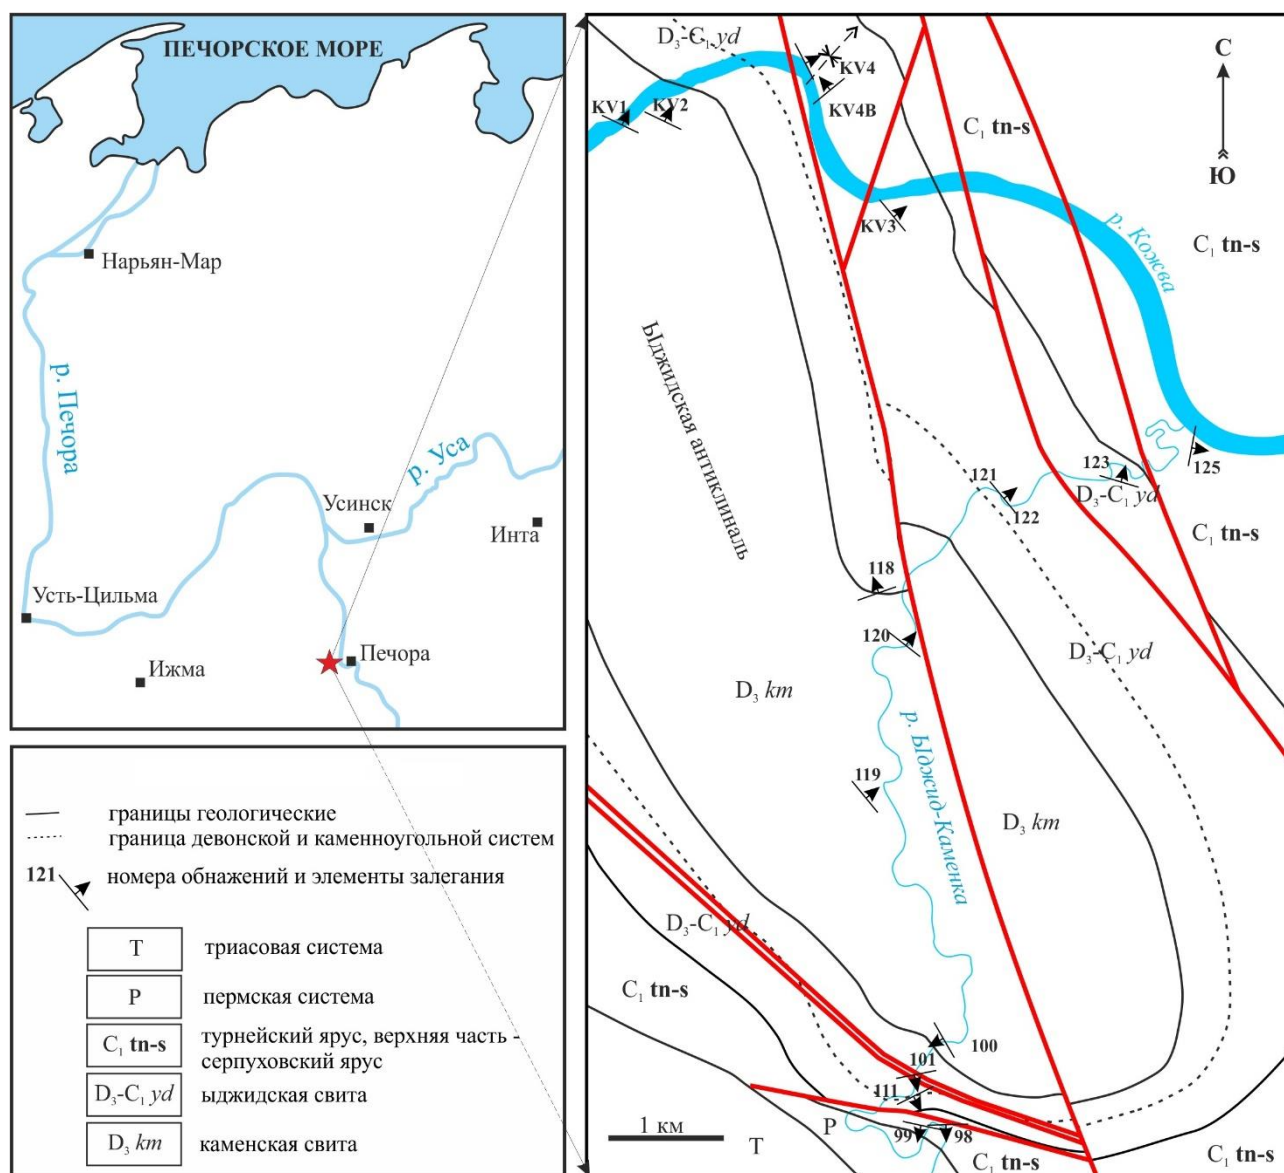 ПЕЧОРСКОЕ МОРЕ
Нарьян-Мар
р. Печора
р. Уса
Усинск
Инта
Усть-Цильма
Ижма
Печора
границы геологические
граница девонской и каменноугольной систем
121
номера обнажений и элементы залегания
T
триасовая система
P
пермская система
C₁ tn-s
турнейский ярус, верхняя часть -
серпуховский ярус
D₃-C₁ yd
ыджидская свита
D₃ km
каменская свита
D₃-C₁ yd
KV4
KV1
KV2
KV4B
C₁ tn-s
С
Ю
KV3
р. Кожва
C₁ tn-s
Ыджидская антиклиналь
121
123
125
D₃-C₁ yd
122
C₁ tn-s
118
120
D₃-C₁ yd
D₃ km
р. Ыджид-Каменка
119
D₃ km
D₃-C₁ yd
C₁ tn-s
100
101
111
1 км
T
P
99
98
C₁ tn-s
C₁ tn-s